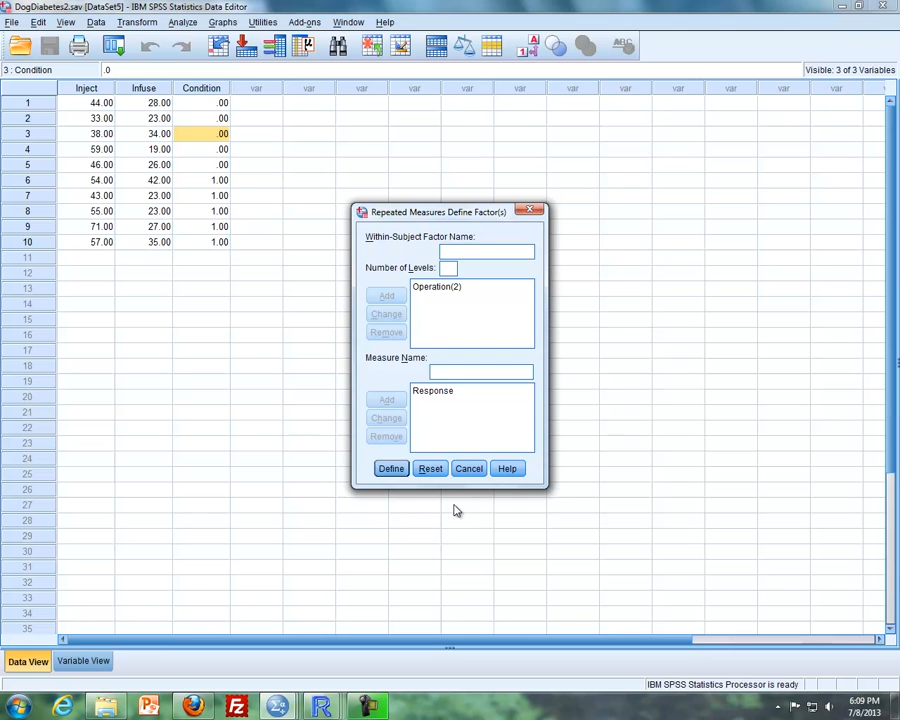 DogDiabetes2.sav [DataSet5] - IBM SPSS Statistics Data Editor
File Edit View Data Transform Analyze Graphs Utilities Add-ons Window Help
3 : Condition .0 Visible: 3 of 3 Variables
Inject Infuse Condition var var var var var var var var var
1 44.00 28.00 .00
2 33.00 23.00 .00
3 38.00 34.00 .00
4 59.00 19.00 .00
5 46.00 26.00 .00
6 54.00 42.00 1.00
7 43.00 23.00 1.00
8 55.00 23.00 1.00
9 71.00 27.00 1.00
10 57.00 35.00 1.00
11
12
13
14
15
16
17
18
19
20
21
22
23
24
25
26
27
28
29
30
31
32
33
34
35
Repeated Measures Define Factor(s)
Within-Subject Factor Name:
Number of Levels:
Add
Change
Remove
Operation(2)
Measure Name:
Add
Change
Remove
Response
Define Reset Cancel Help
Data View Variable View
IBM SPSS Statistics Processor is ready
6:09 PM
7/8/2013